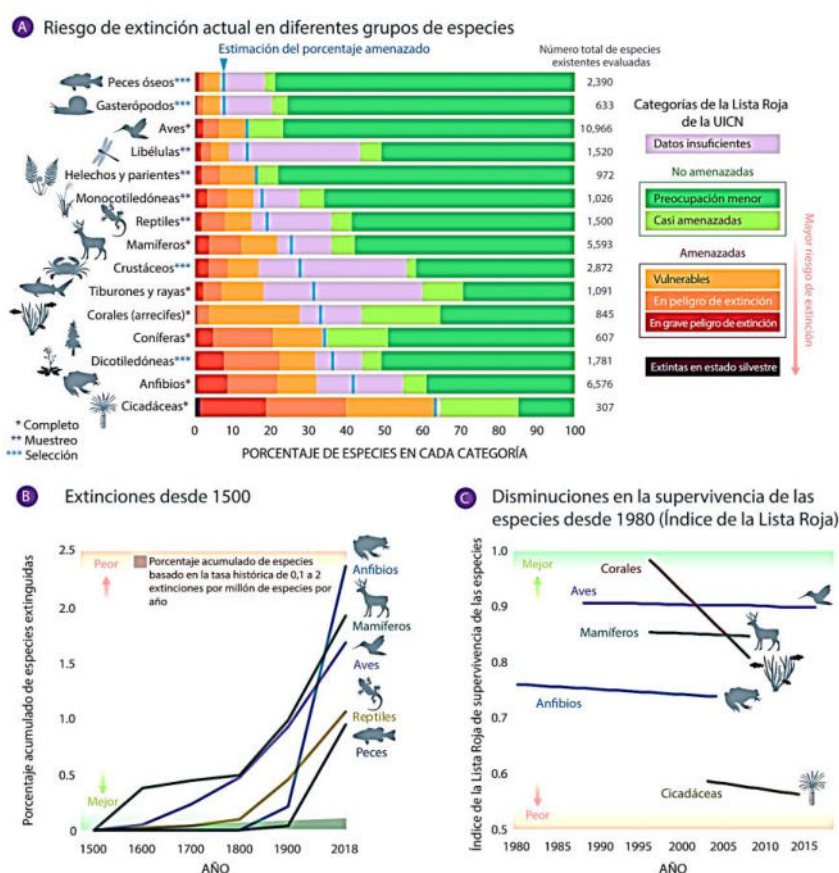 A Riesgo de extinción actual en diferentes grupos de especies
Estimación del porcentaje amenazado
Número total de especies
existentes evaluadas
Peces óseos*** 2,390
Gasterópodos*** 633
Aves* 10,966
Libélulas** 1,520
Helechos y parientes** 972
Monocotiledóneas** 1,026
Reptiles** 1,500
Mamíferos* 5,593
Crustáceos*** 2,872
Tiburones y rayas* 1,091
Corales (arrecifes)* 845
Coníferas* 607
Dicotiledóneas*** 1,781
Anfibios* 6,576
Cicadáceas* 307
* Completo
** Muestreo
*** Selección
0 10 20 30 40 50 60 70 80 90 100
PORCENTAJE DE ESPECIES EN CADA CATEGORÍA
Categorías de la Lista Roja
de la UICN
Datos insuficientes
No amenazadas
Preocupación menor
Casi amenazadas
Amenazadas
Vulnerables
En peligro de extinción
En grave peligro de extinción
Extintas en estado silvestre
Mayor riesgo de extinción
B Extinciones desde 1500
Porcentaje acumulado de especies extinguidas
2.5
2.0
1.5
1.0
0.5
0
Peor
Mejor
Porcentaje acumulado de especies
basado en la tasa histórica de 0,1 a 2
extinciones por millón de especies por
año
Anfibios
Mamíferos
Aves
Reptiles
Peces
1500 1600 1700 1800 1900 2018
AÑO
C Disminuciones en la supervivencia de las
especies desde 1980 (Índice de la Lista Roja)
Índice de la Lista Roja de supervivencia de las especies
1.0
0.9
0.8
0.7
0.6
0.5
Mejor
Peor
Corales
Aves
Mamíferos
Anfibios
Cicadáceas
1980 1985 1990 1995 2000 2005 2010 2015
AÑO